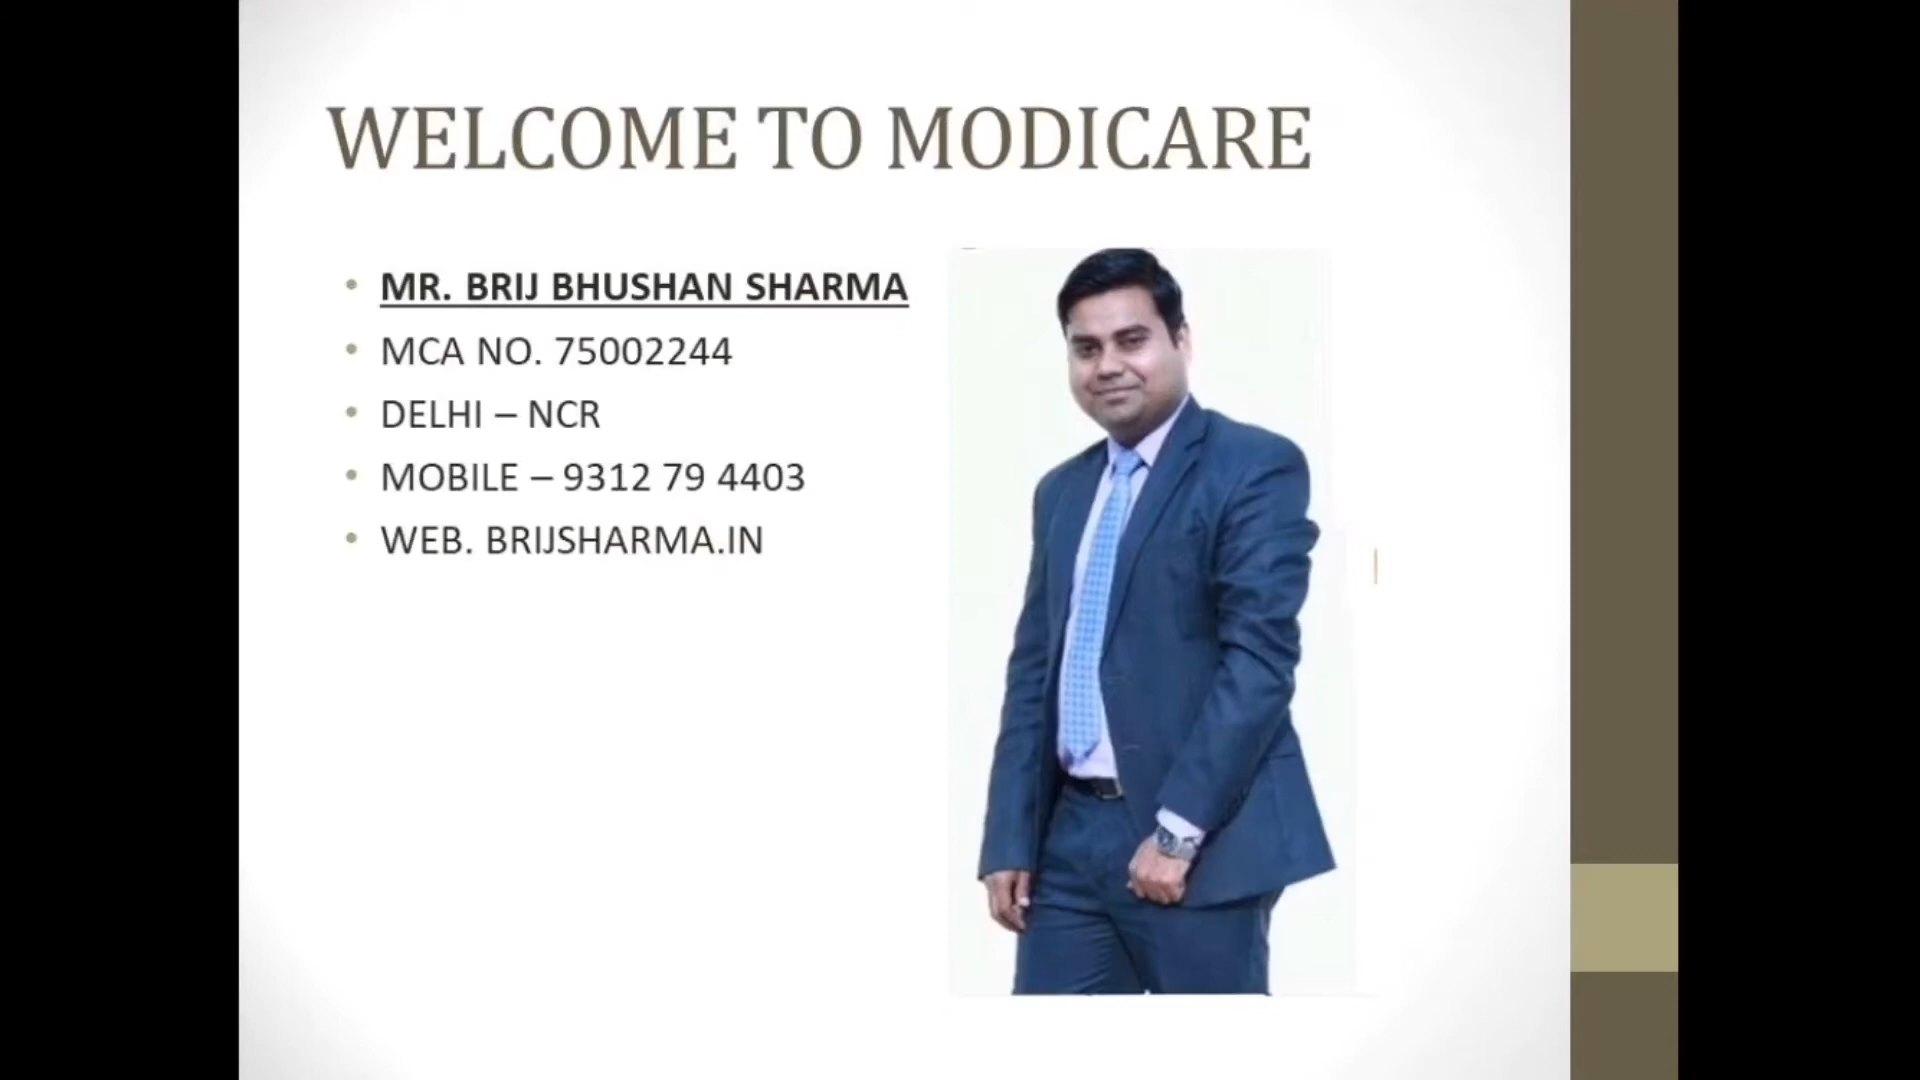 WELCOME TO MODICARE
MR. BRIJ BHUSHAN SHARMA
MCA NO. 75002244
DELHI – NCR
MOBILE – 9312 79 4403
WEB. BRIJSHARMA.IN